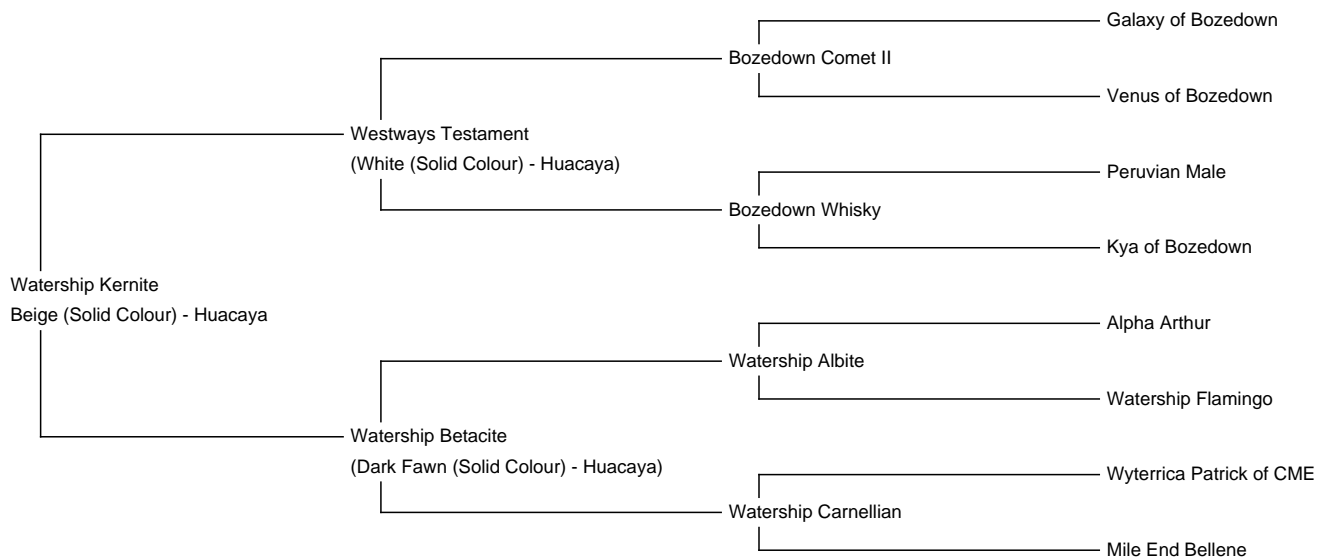 Galaxy of Bozedown
Bozedown Comet II
Venus of Bozedown
Westways Testament
(White (Solid Colour) - Huacaya)
Peruvian Male
Bozedown Whisky
Kya of Bozedown
Watership Kernite
Beige (Solid Colour) - Huacaya
Alpha Arthur
Watership Albite
Watership Flamingo
Watership Betacite
(Dark Fawn (Solid Colour) - Huacaya)
Wyterrica Patrick of CME
Watership Carnellian
Mile End Bellene